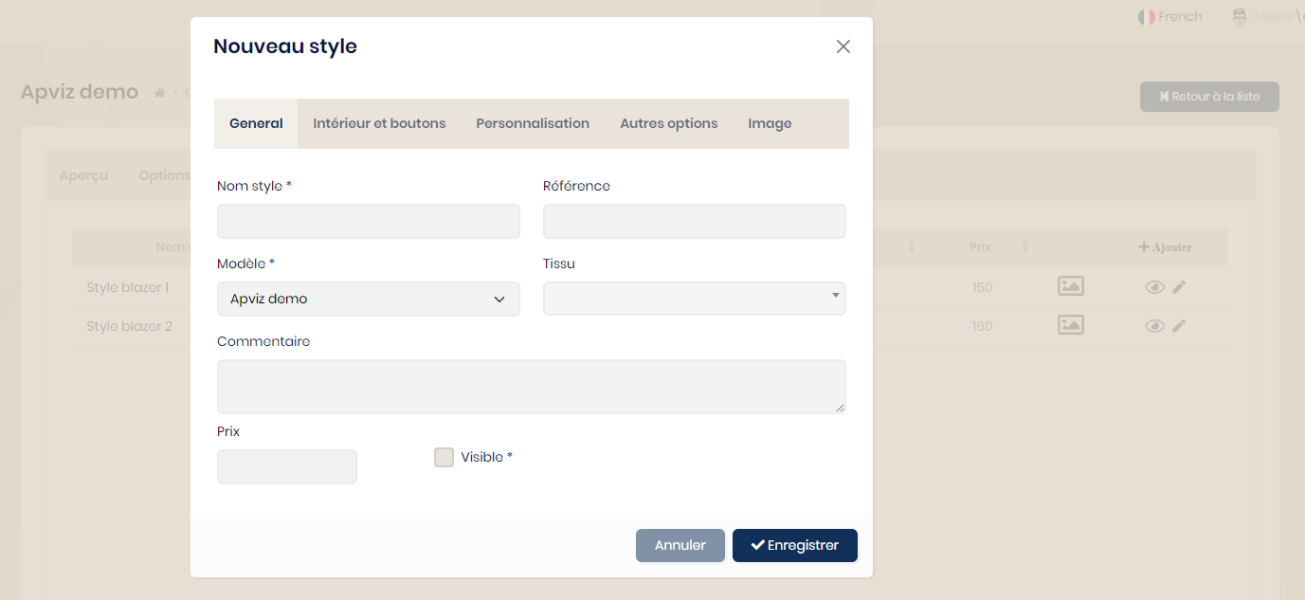 French
Sleeve
Nouveau style
Apviz demo
Retour à la liste
General Intérieur et boutons Personnalisation Autres options Image
Aperçu Options
Nom style * Référence
Nom Prix Ajouter
Modèle * Tissu
Apviz demo
Style blazer 1 150
Style blazer 2 160
Commentaire
Prix
Visible *
Annuler Enregistrer